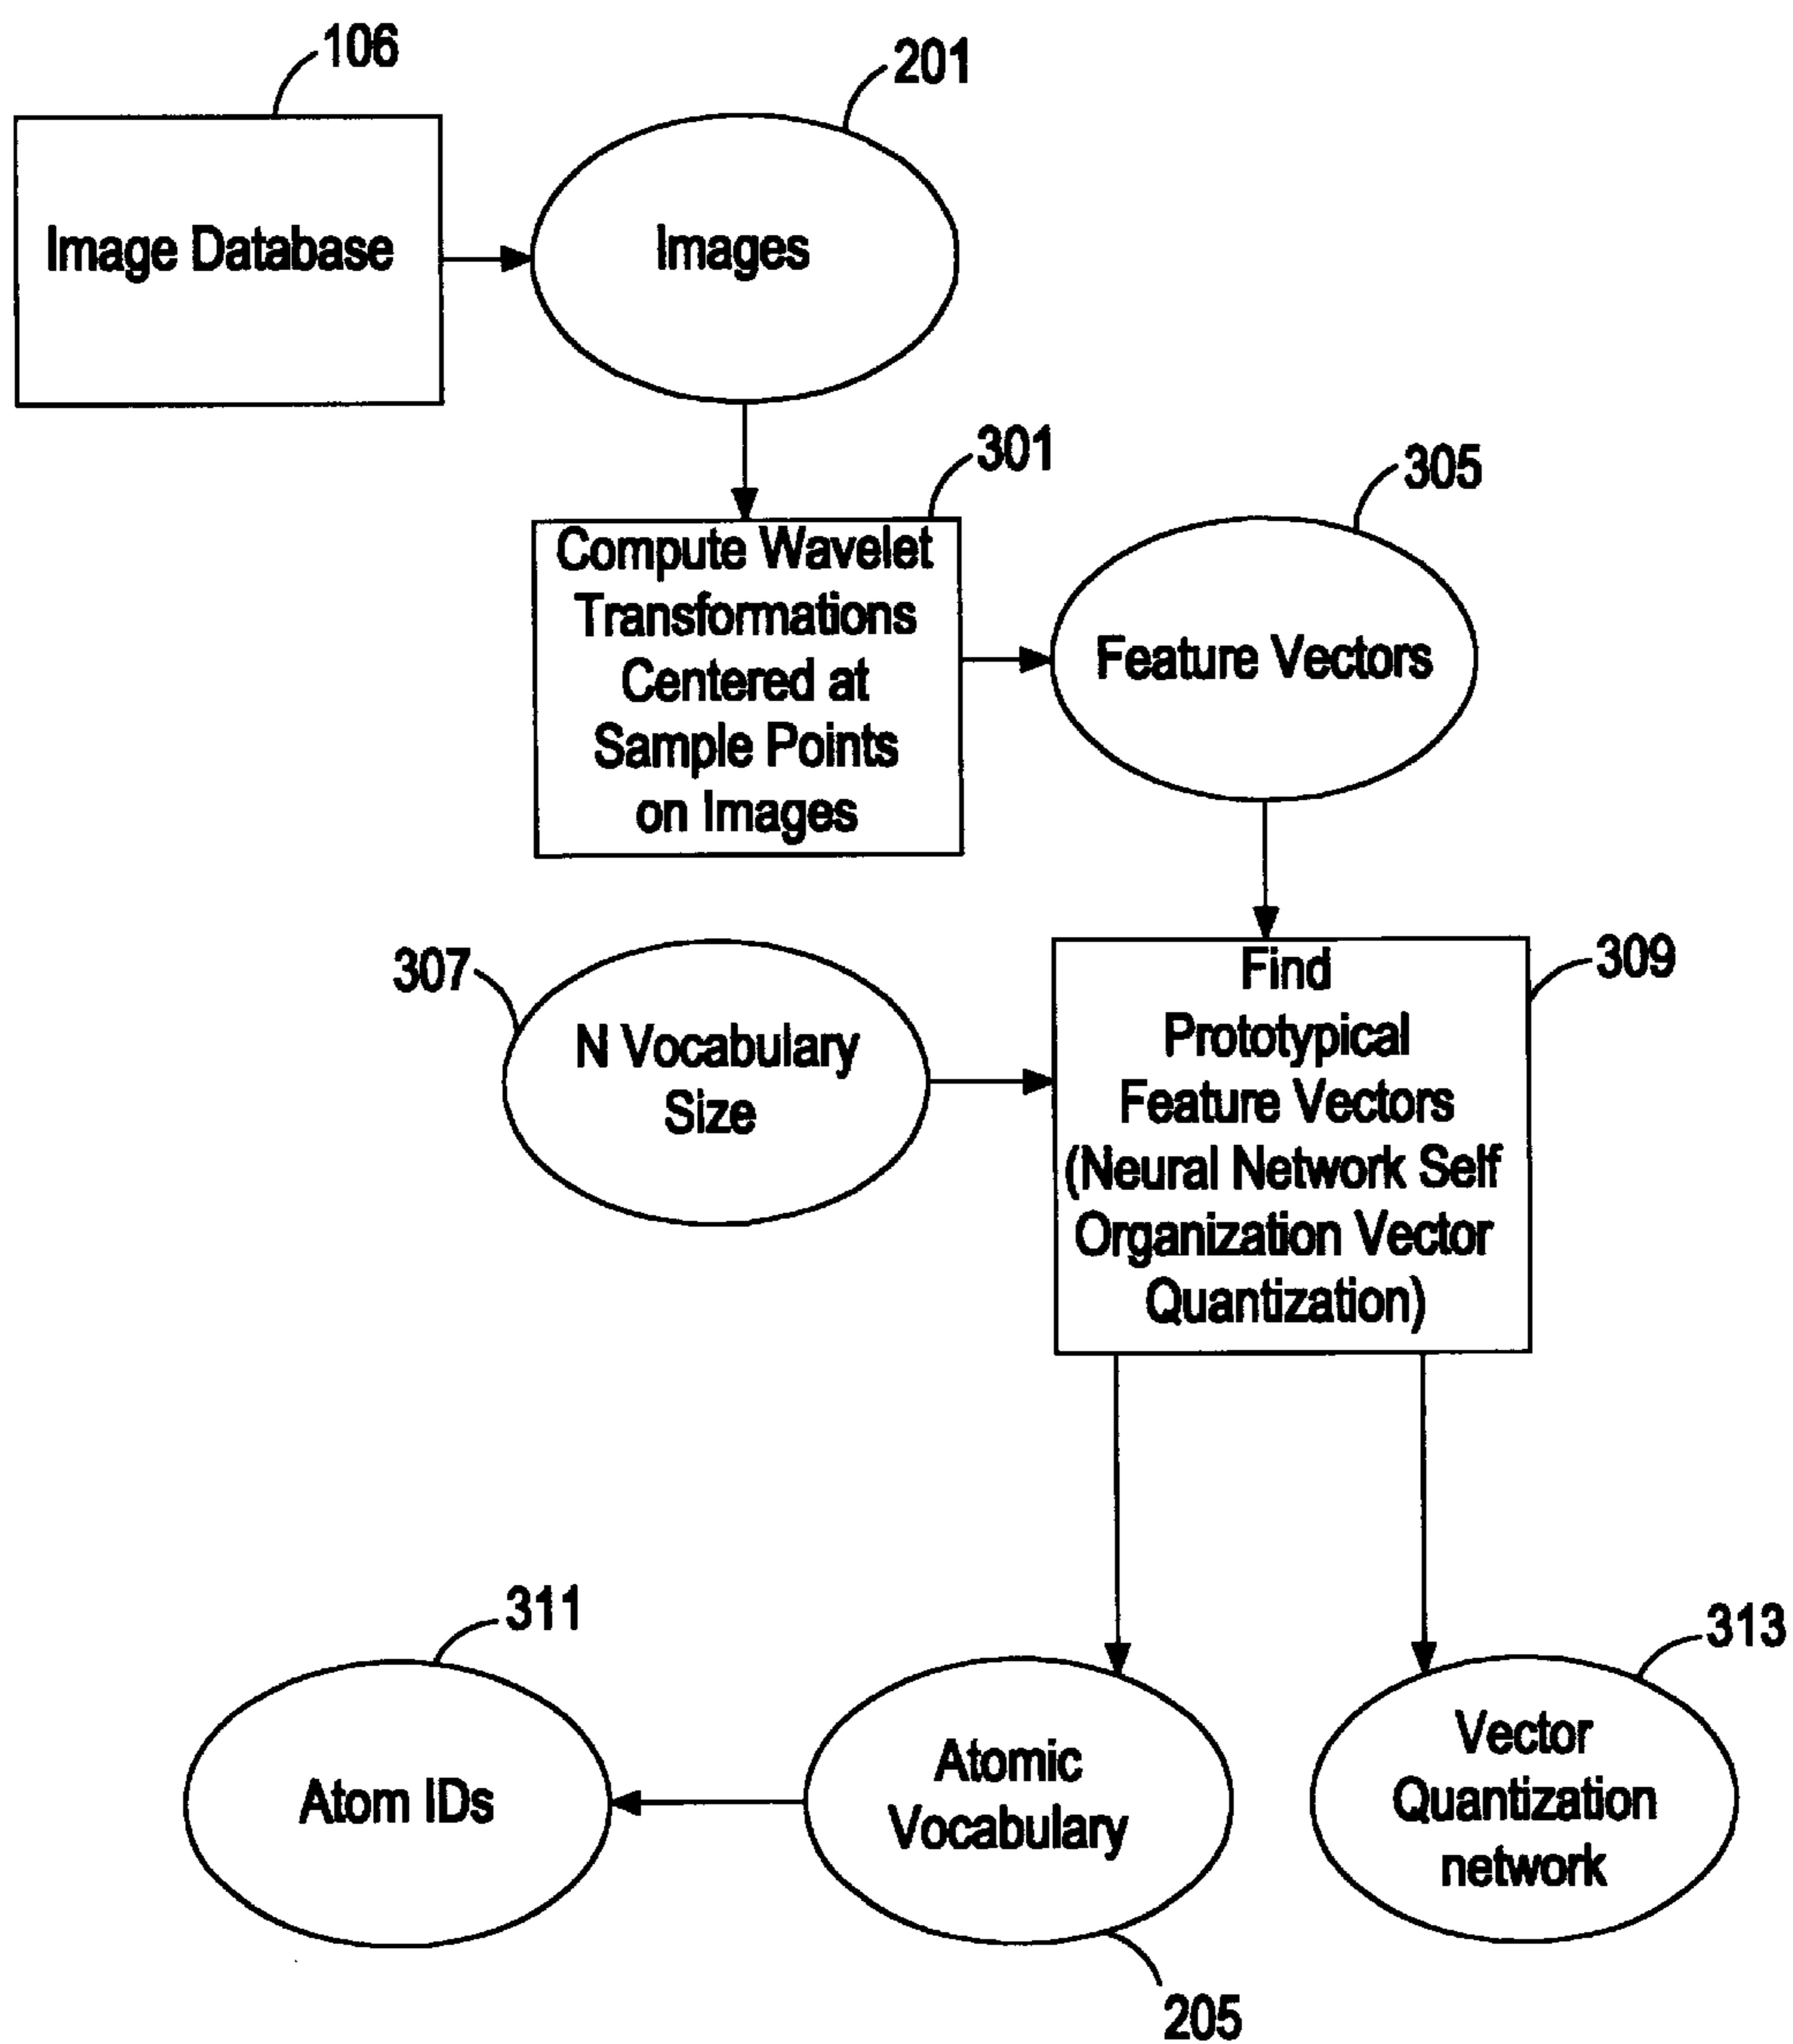 106
201
Image Database
Images
301
305
Compute Wavelet
Transformations
Centered at
Sample Points
on Images
Feature Vectors
307
309
N Vocabulary
Size
Find
Prototypical
Feature Vectors
(Neural Network Self
Organization Vector
Quantization)
311
313
Atom IDs
Atomic
Vocabulary
Vector
Quantization
network
205